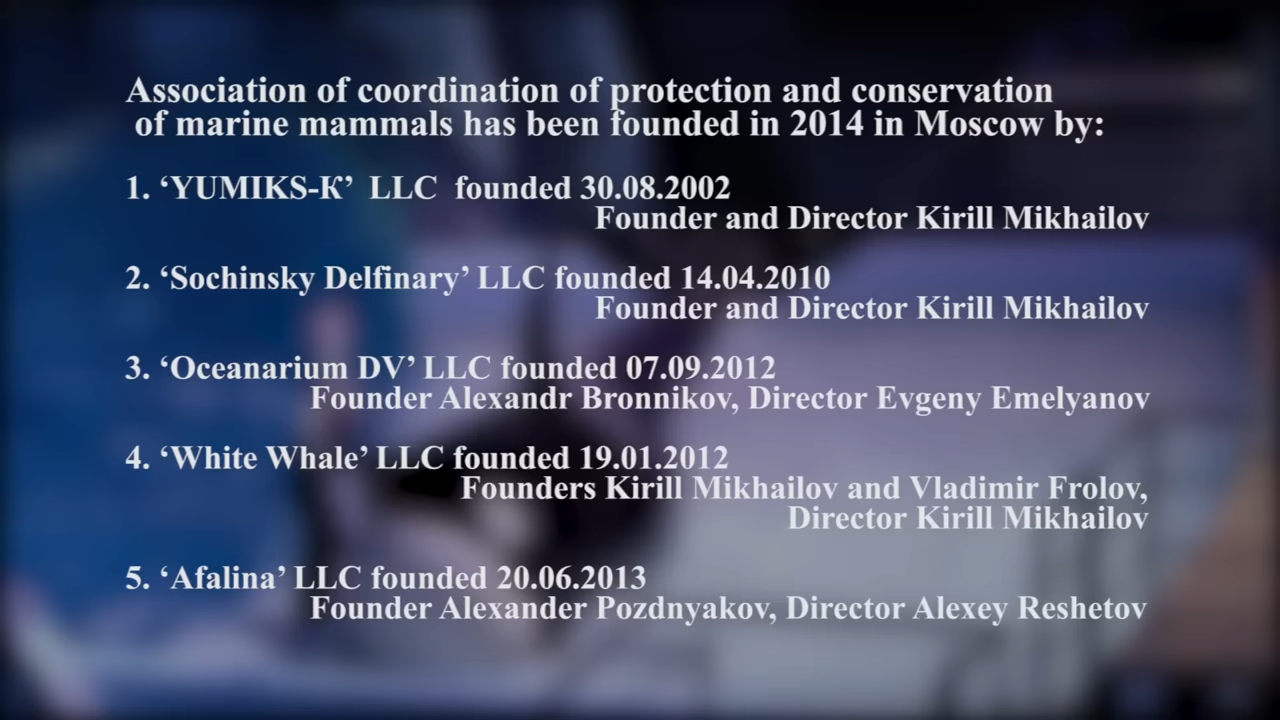 Association of coordination of protection and conservation
of marine mammals has been founded in 2014 in Moscow by:
1. ‘YUMIKS-К’ LLC founded 30.08.2002
Founder and Director Kirill Mikhailov
2. ‘Sochinsky Delfinary’ LLC founded 14.04.2010
Founder and Director Kirill Mikhailov
3. ‘Oceanarium DV’ LLC founded 07.09.2012
Founder Alexandr Bronnikov, Director Evgeny Emelyanov
4. ‘White Whale’ LLC founded 19.01.2012
Founders Kirill Mikhailov and Vladimir Frolov,
Director Kirill Mikhailov
5. ‘Afalina’ LLC founded 20.06.2013
Founder Alexander Pozdnyakov, Director Alexey Reshetov